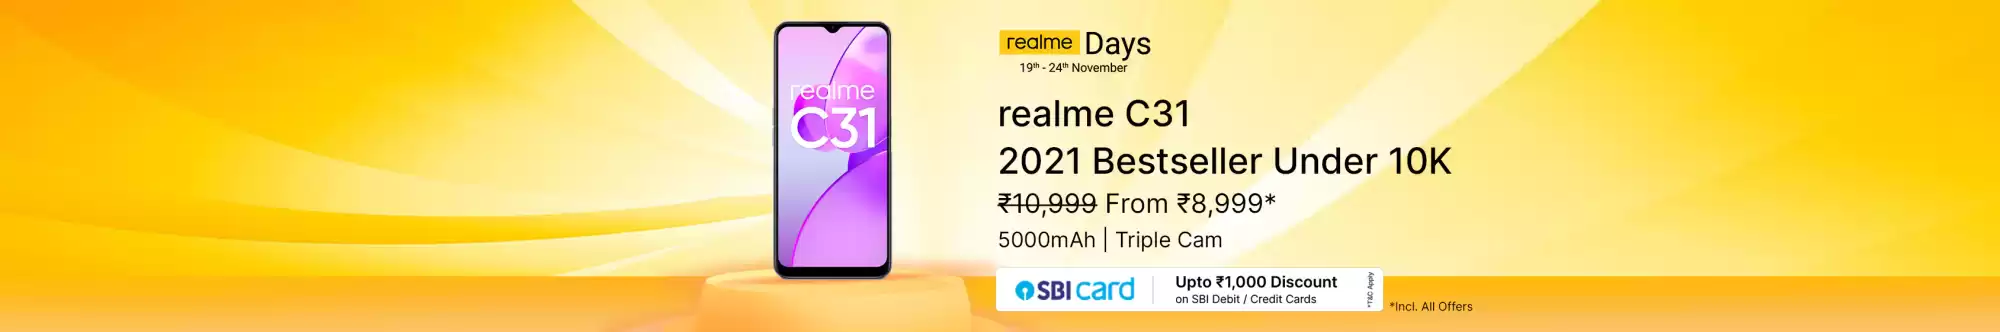 realme
C31
realme Days
19th - 24th November
realme C31
2021 Bestseller Under 10K
₹10,999 From ₹8,999*
5000mAh | Triple Cam
SBI card
Upto ₹1,000 Discount
on SBI Debit / Credit Cards
*T&C Apply
*Incl. All Offers